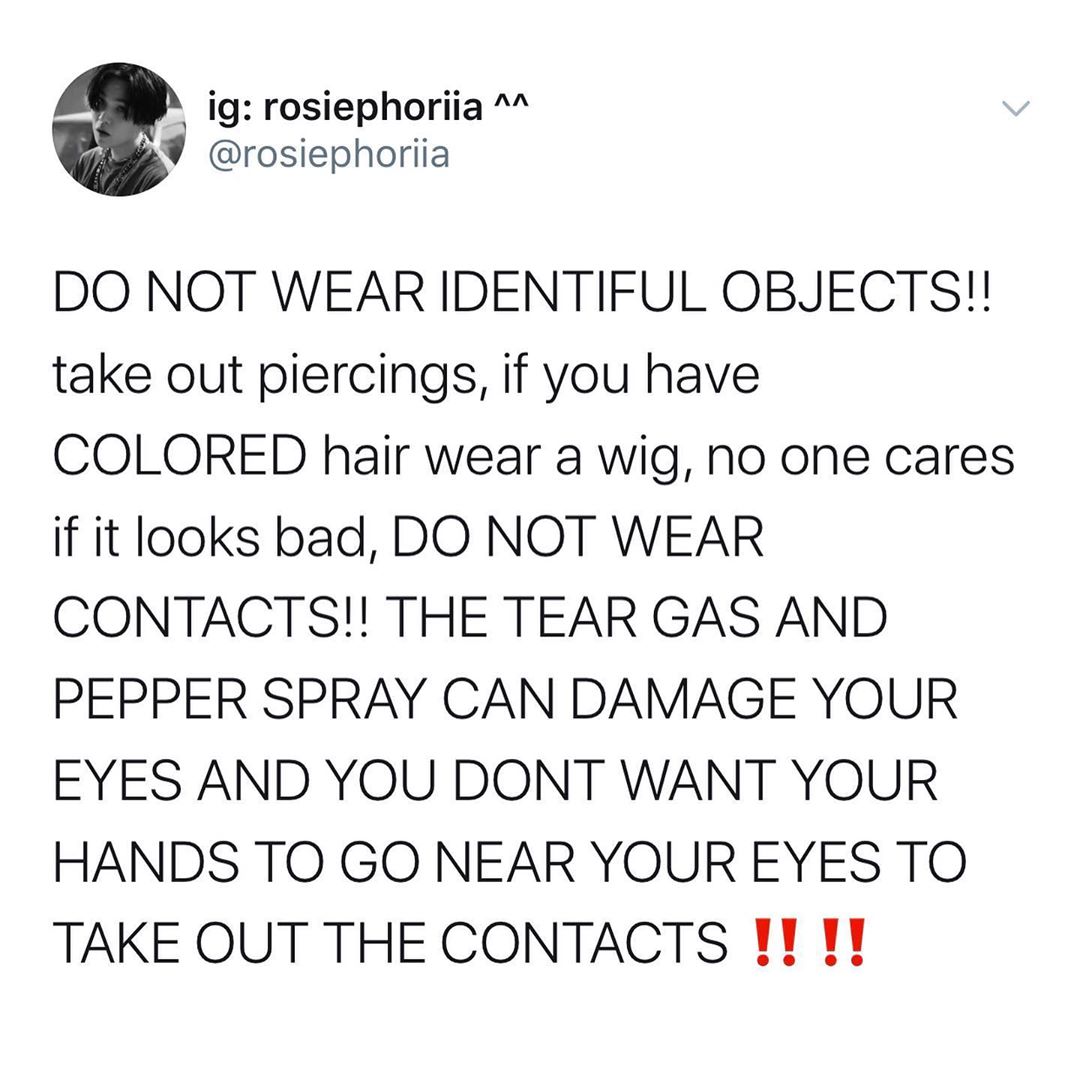 ig: rosiephoriia ^^
@rosiephoriia
DO NOT WEAR IDENTIFUL OBJECTS!!
take out piercings, if you have
COLORED hair wear a wig, no one cares
if it looks bad, DO NOT WEAR
CONTACTS!! THE TEAR GAS AND
PEPPER SPRAY CAN DAMAGE YOUR
EYES AND YOU DONT WANT YOUR
HANDS TO GO NEAR YOUR EYES TO
TAKE OUT THE CONTACTS ‼️ ‼️